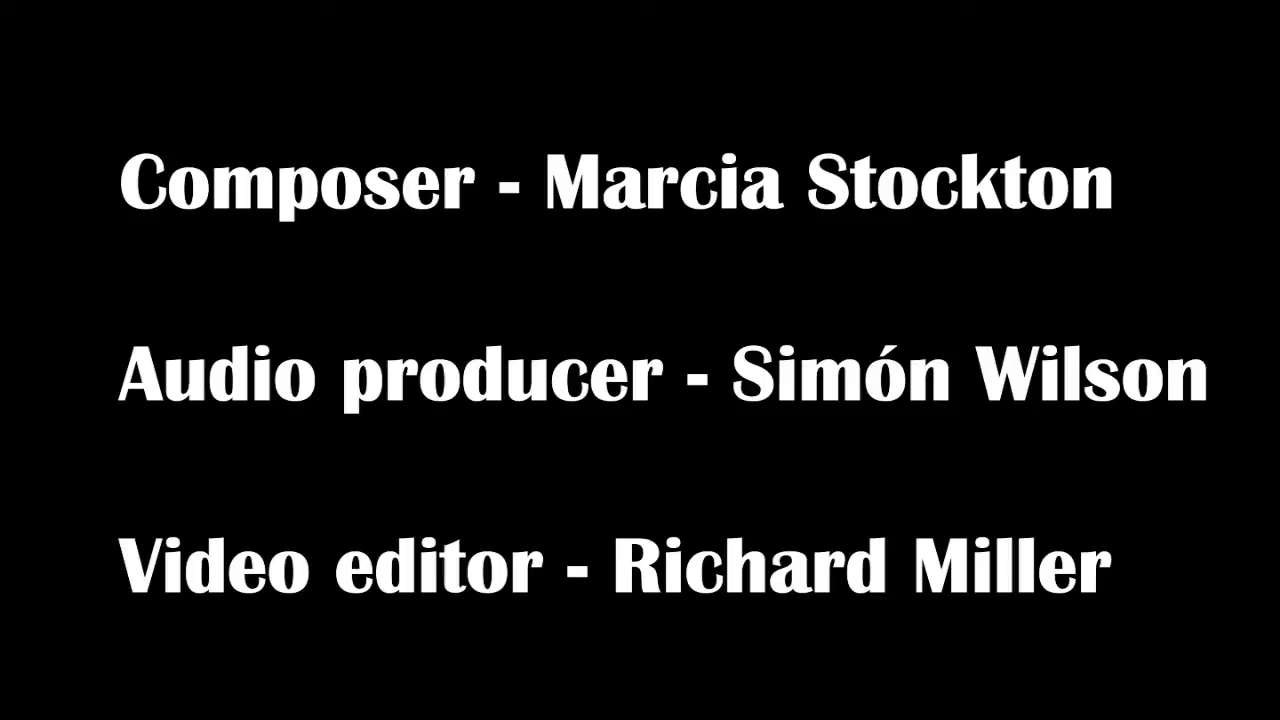 Composer - Marcia Stockton
Audio producer - Simón Wilson
Video editor - Richard Miller